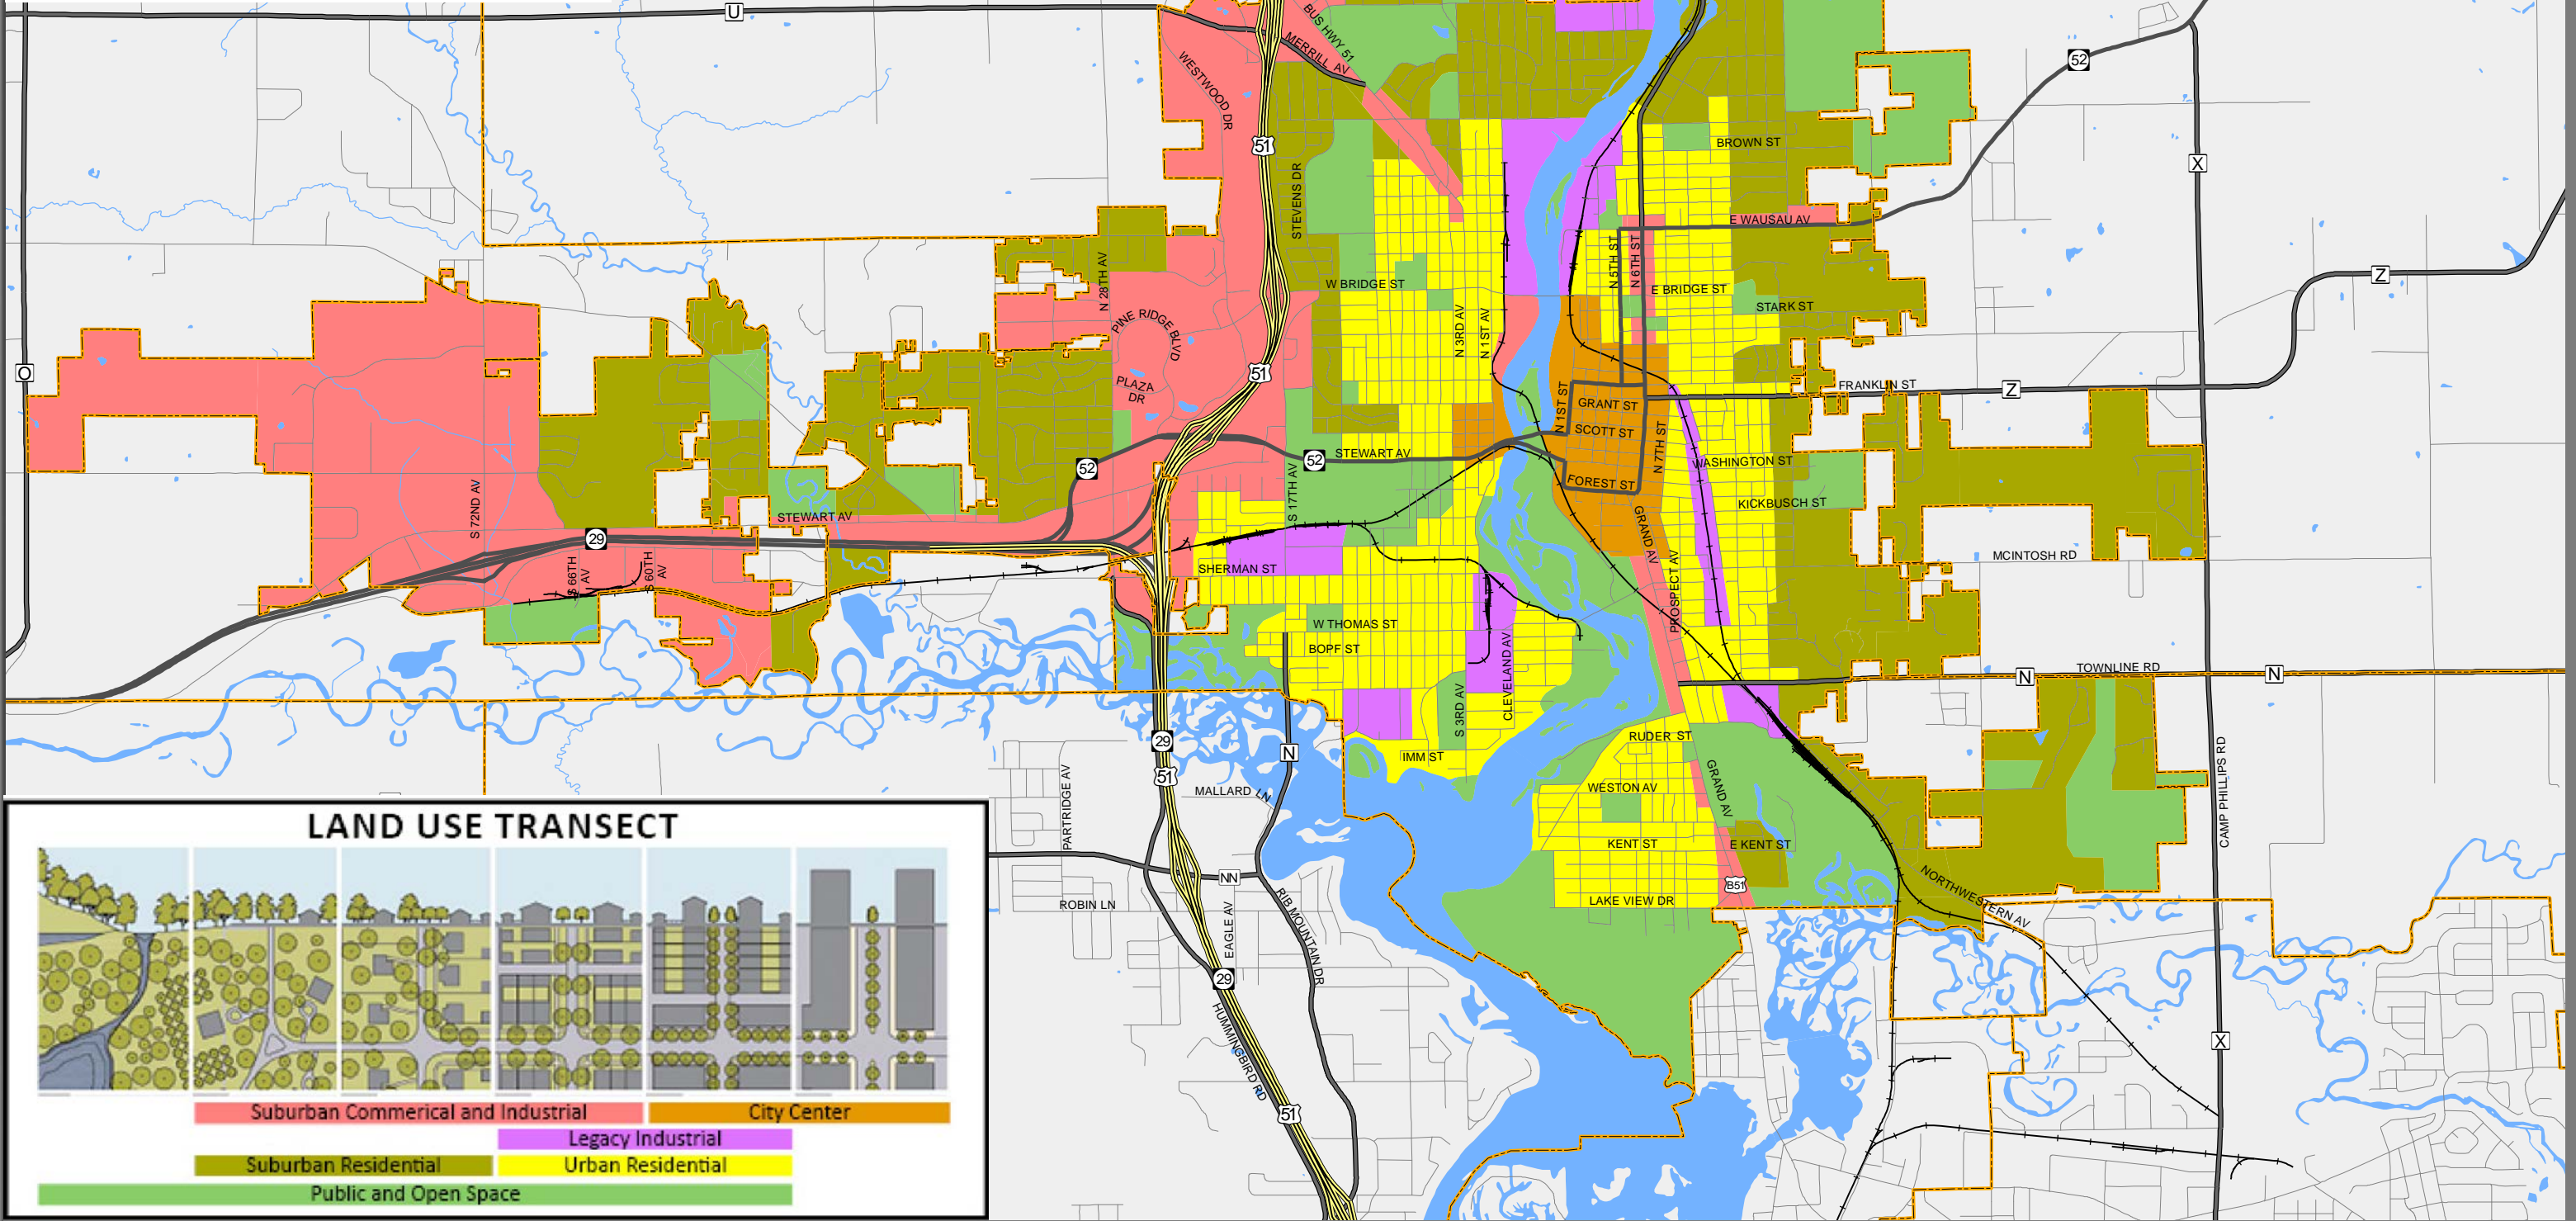 U
BUS HWY 51
MERRILL AV
52
WESTWOOD DR
51
BROWN ST
X
STEVENS DR
E WAUSAU AV
N 28TH AV
N 5TH ST
N 6TH ST
Z
W BRIDGE ST
E BRIDGE ST
STARK ST
PINE RIDGE BLVD
N 3RD AV
N 1ST AV
O
51
PLAZA
DR
FRANKLIN ST
Z
N 1ST ST
GRANT ST
SCOTT ST
N 7TH ST
52
52
STEWART AV
WASHINGTON ST
S 72ND AV
S 17TH AV
FOREST ST
KICKBUSCH ST
STEWART AV
29
GRAND AV
MCINTOSH RD
S 66TH
AV
S 60TH
AV
SHERMAN ST
PROSPECT AV
W THOMAS ST
BOPF ST
CLEVELAND AV
TOWNLINE RD
N
N
S 3RD AV
29
N
RUDER ST
IMM ST
51
GRAND AV
WESTON AV
MALLARD LN
PARTRIDGE AV
CAMP PHILLIPS RD
KENT ST
E KENT ST
NN
B51
NORTHWESTERN AV
ROBIN LN
LAKE VIEW DR
EAGLE AV
RIB MOUNTAIN DR
29
HUMMINGBIRD RD
X
51
LAND USE TRANSECT
Suburban Commerical and Industrial
City Center
Legacy Industrial
Suburban Residential
Urban Residential
Public and Open Space